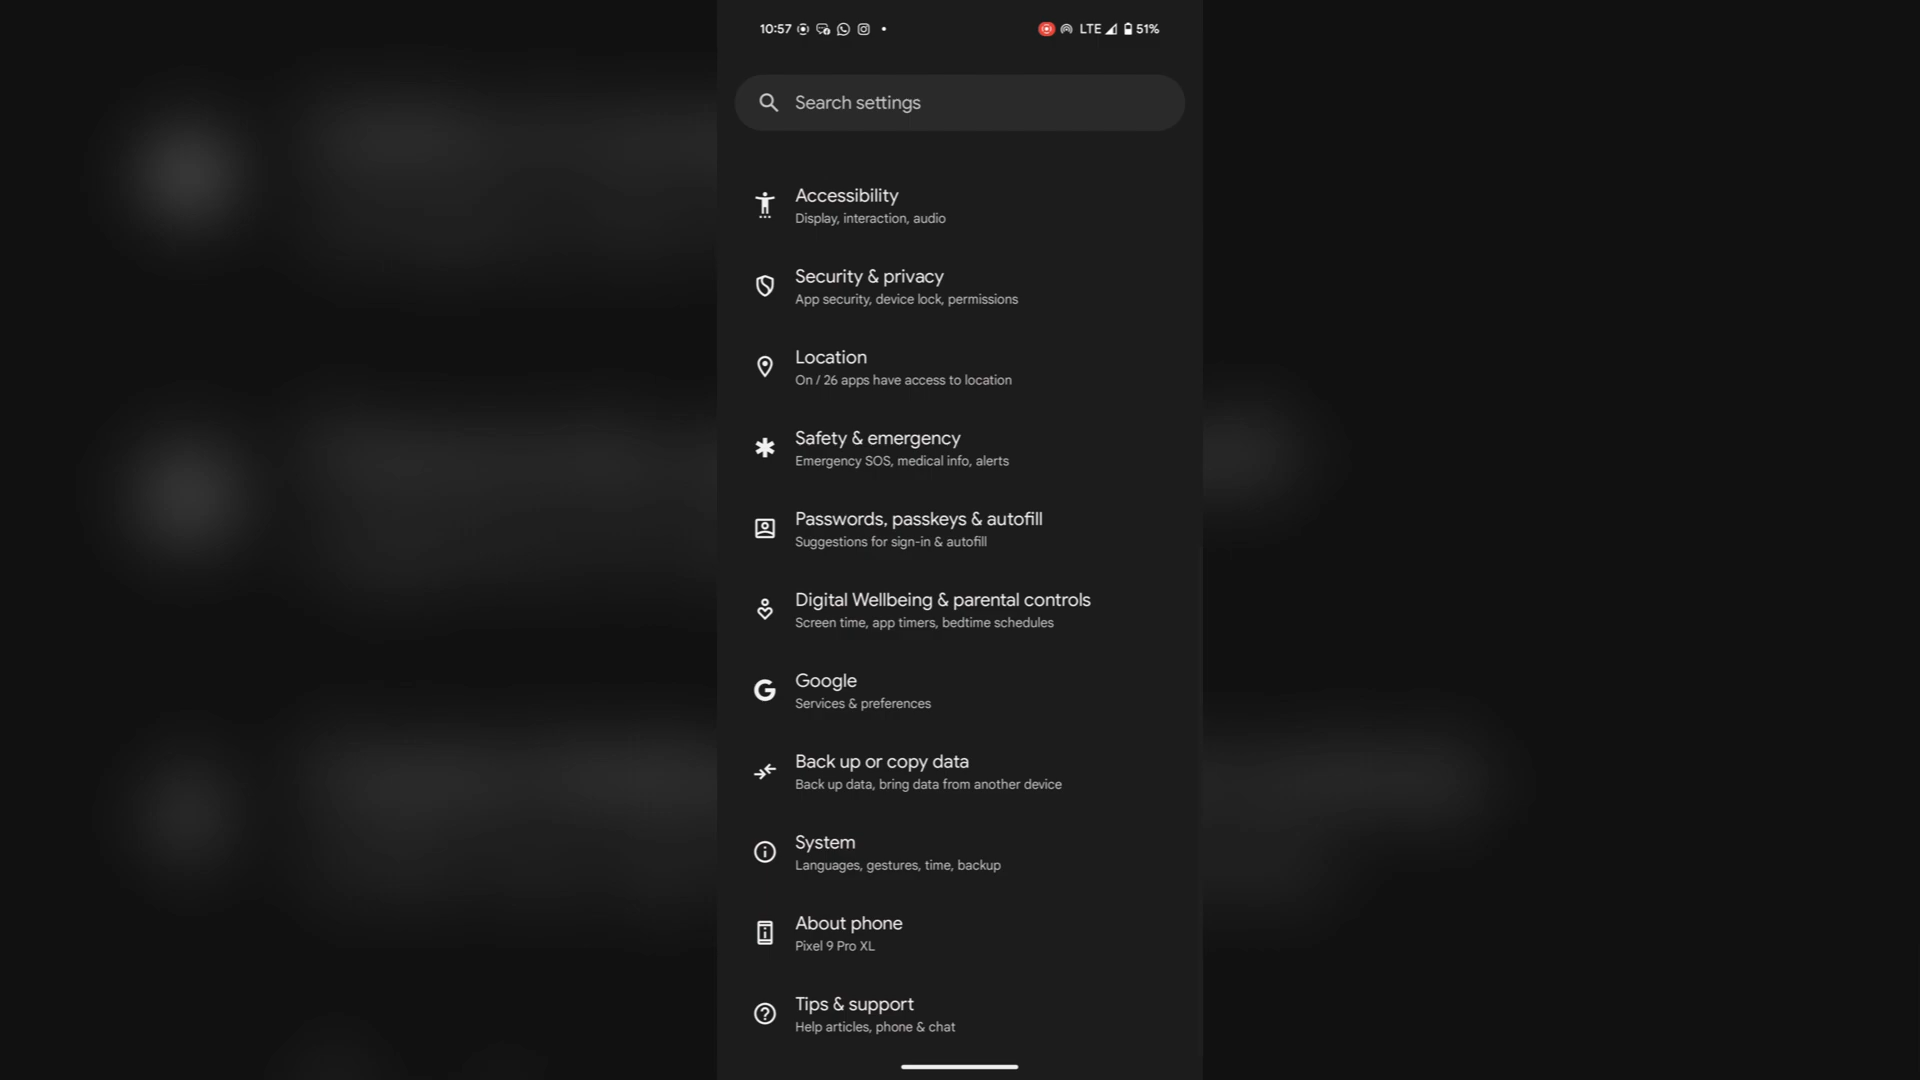 10:57 LTE 51%
Search settings
Accessibility
Display, interaction, audio
Security & privacy
App security, device lock, permissions
Location
On / 26 apps have access to location
Safety & emergency
Emergency SOS, medical info, alerts
Passwords, passkeys & autofill
Suggestions for sign-in & autofill
Digital Wellbeing & parental controls
Screen time, app timers, bedtime schedules
Google
Services & preferences
Back up or copy data
Back up data, bring data from another device
System
Languages, gestures, time, backup
About phone
Pixel 9 Pro XL
Tips & support
Help articles, phone & chat